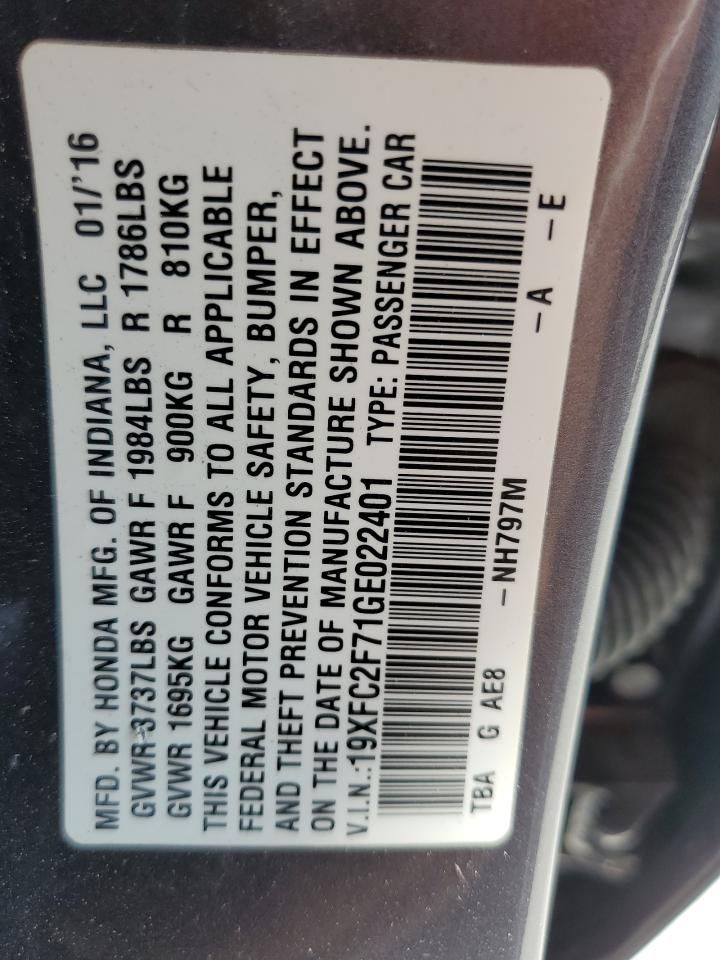 MFD. BY HONDA MFG. OF INDIANA, LLC 01/'16
GVWR 3737LBS GAWR F 1984LBS R 1786LBS
GVWR 1695KG GAWR F 900KG R 810KG
THIS VEHICLE CONFORMS TO ALL APPLICABLE
FEDERAL MOTOR VEHICLE SAFETY, BUMPER,
AND THEFT PREVENTION STANDARDS IN EFFECT
ON THE DATE OF MANUFACTURE SHOWN ABOVE.
V.I.N.:19XFC2F71GE022401 TYPE: PASSENGER CAR
TBA G AE8 -NH797M -A -E